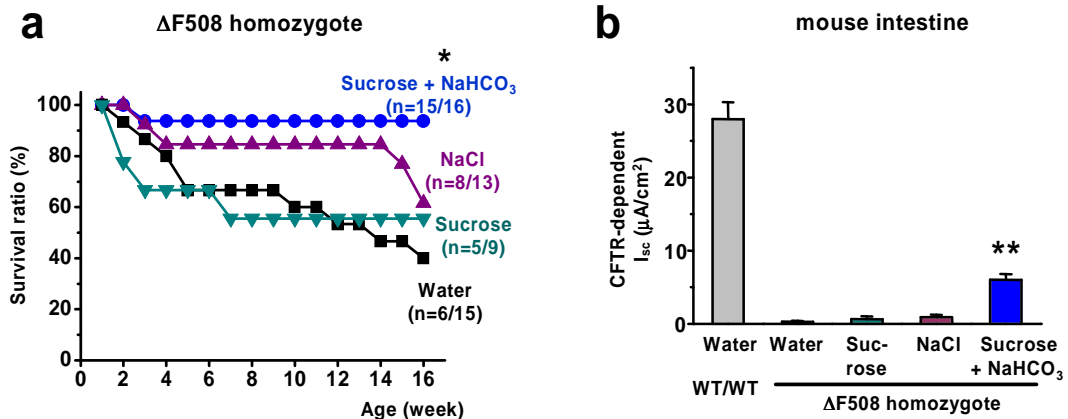 a
ΔF508 homozygote
*
Sucrose + NaHCO₃
(n=15/16)
NaCl
(n=8/13)
Sucrose
(n=5/9)
Water
(n=6/15)
Survival ratio (%)
100
80
60
40
20
0
0 2 4 6 8 10 12 14 16
Age (week)
b
mouse intestine
CFTR-dependent
Isc (µA/cm²)
30
20
10
0
**
Water
Water
Suc-
rose
NaCl
Sucrose
+ NaHCO₃
WT/WT
ΔF508 homozygote